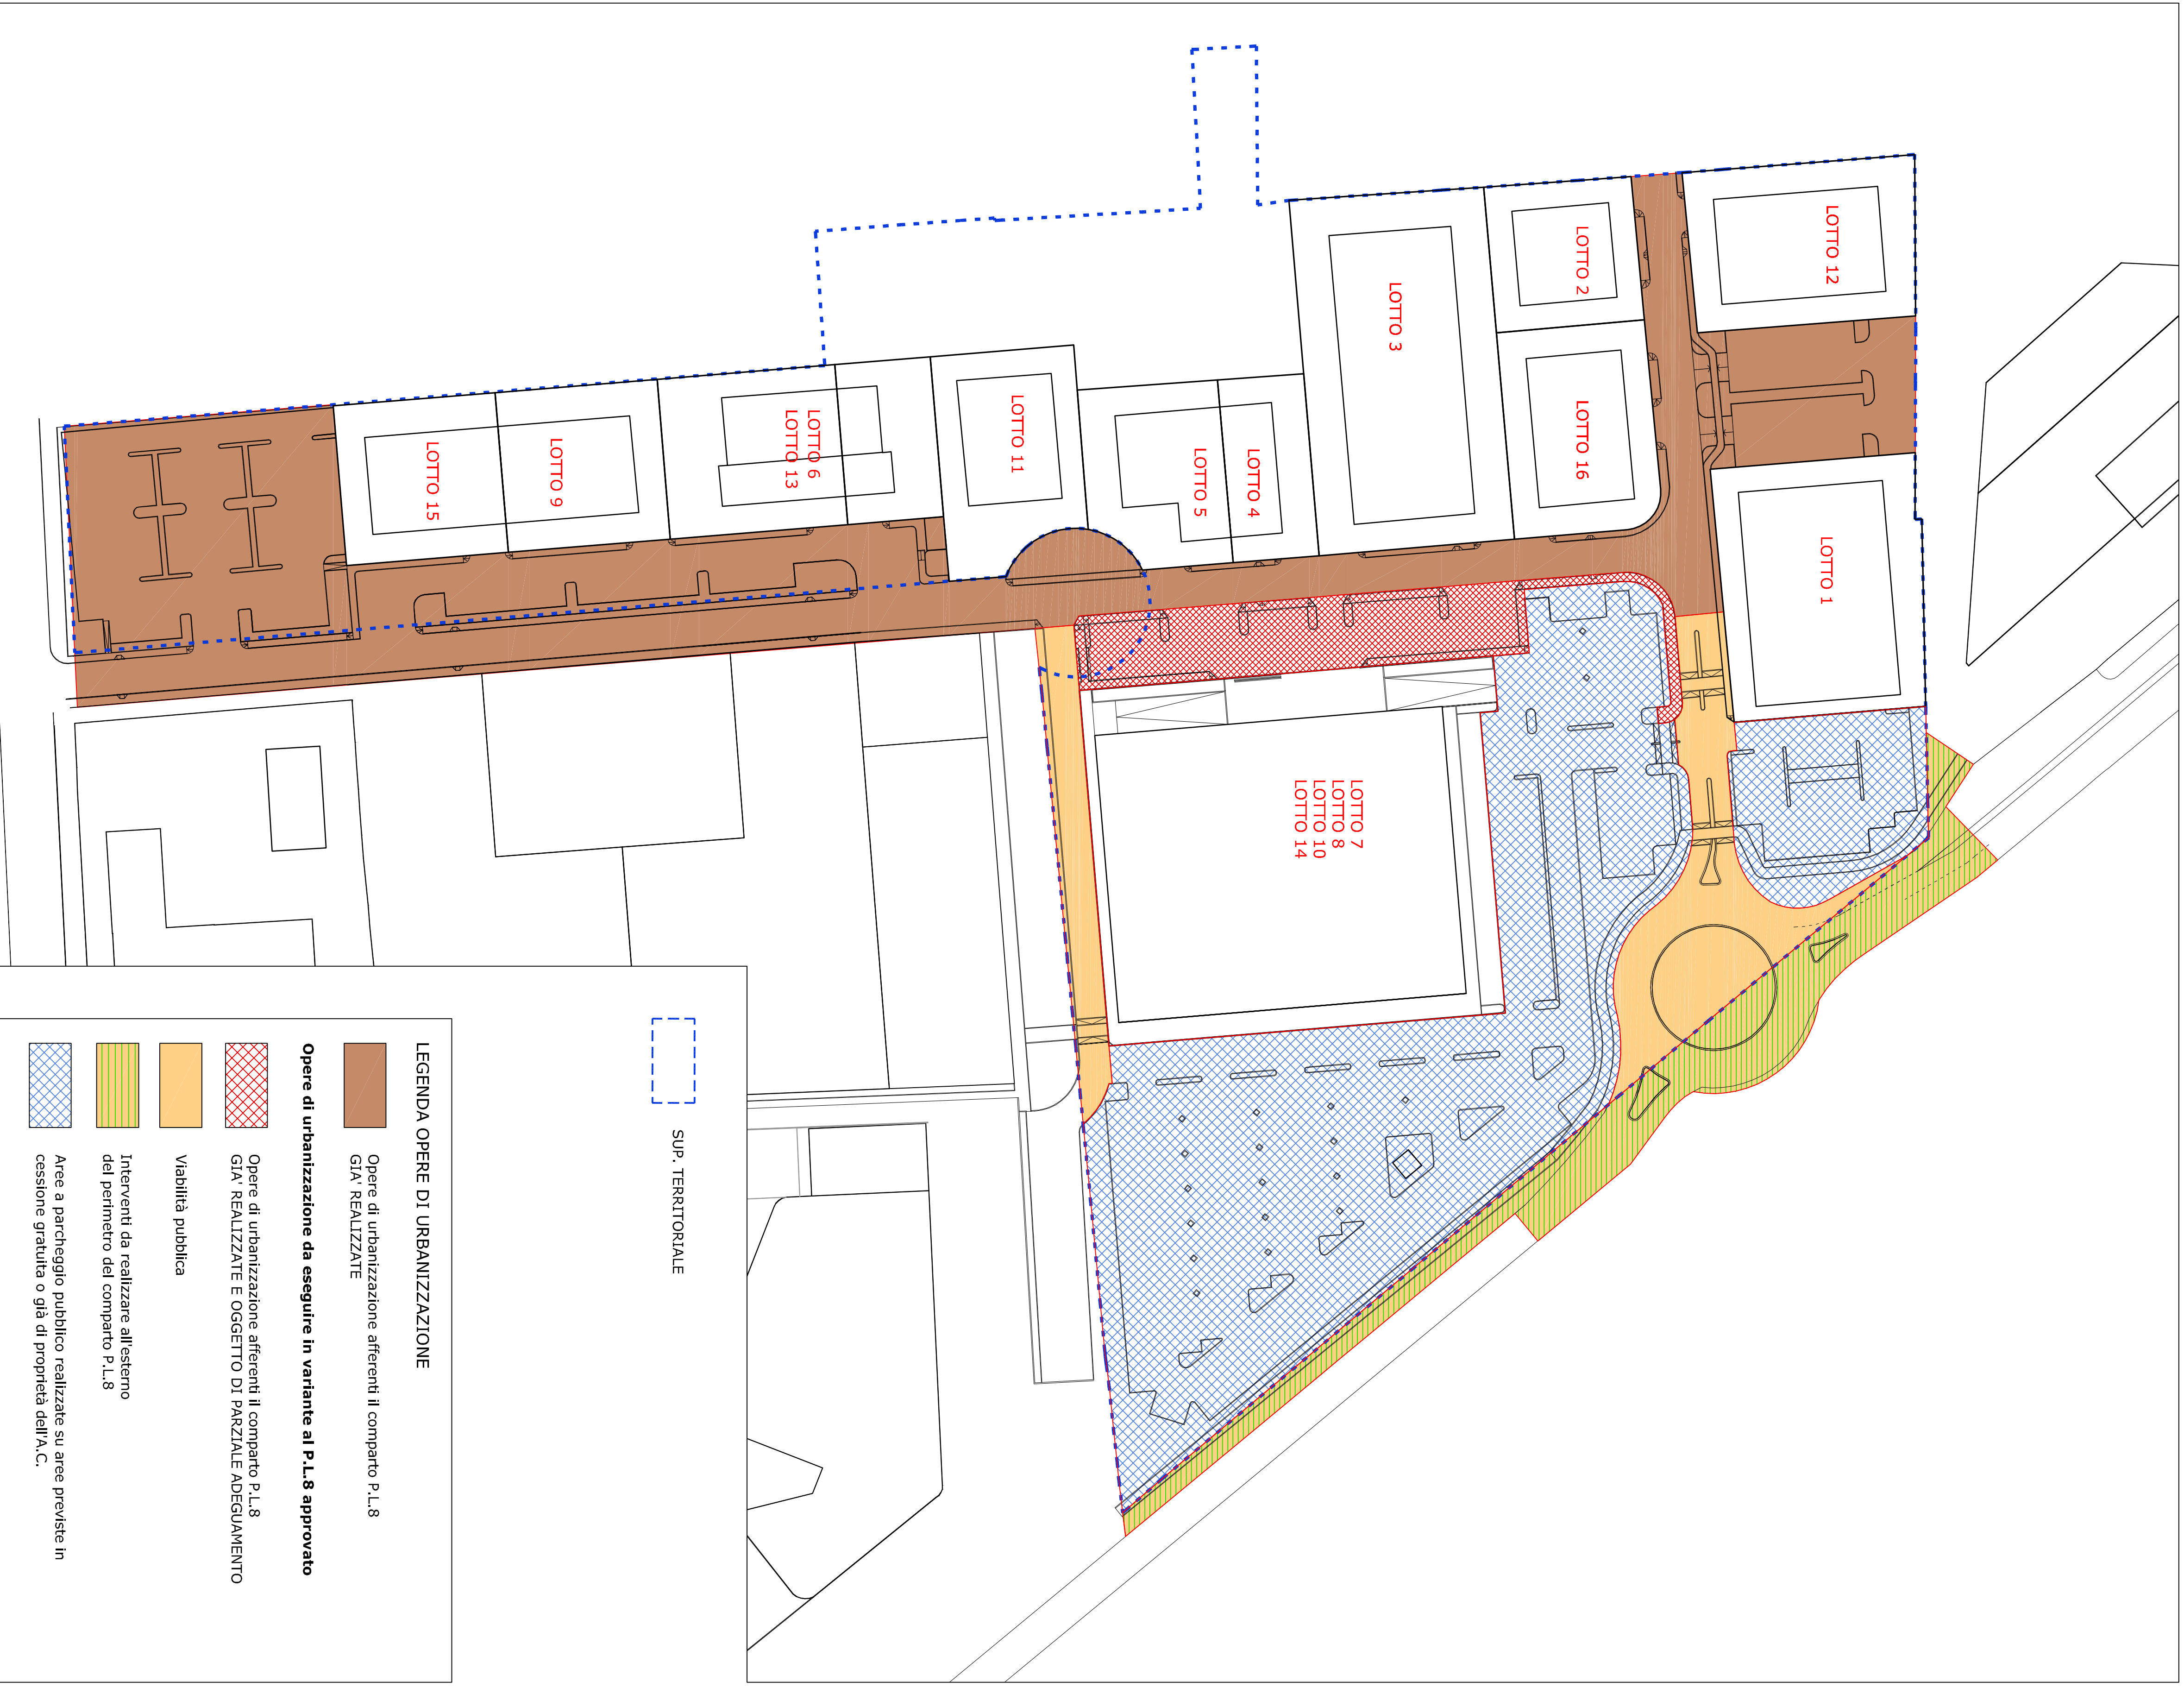 LOTTO 12
LOTTO 2
LOTTO 3
LOTTO 16
LOTTO 1
LOTTO 11
LOTTO 5
LOTTO 4
LOTTO 6
LOTTO 13
LOTTO 9
LOTTO 15
LOTTO 7
LOTTO 8
LOTTO 10
LOTTO 14
SUP. TERRITORIALE
LEGENDA OPERE DI URBANIZZAZIONE
Opere di urbanizzazione afferenti il comparto P.L.8
GIA' REALIZZATE
Opere di urbanizzazione da eseguire in variante al P.L.8 approvato
Opere di urbanizzazione afferenti il comparto P.L.8
GIA' REALIZZATE E OGGETTO DI PARZIALE ADEGUAMENTO
Viabilità pubblica
Interventi da realizzare all'esterno
del perimetro del comparto P.L.8
Aree a parcheggio pubblico realizzate su aree previste in
cessione gratuita o già di proprietà dell'A.C.